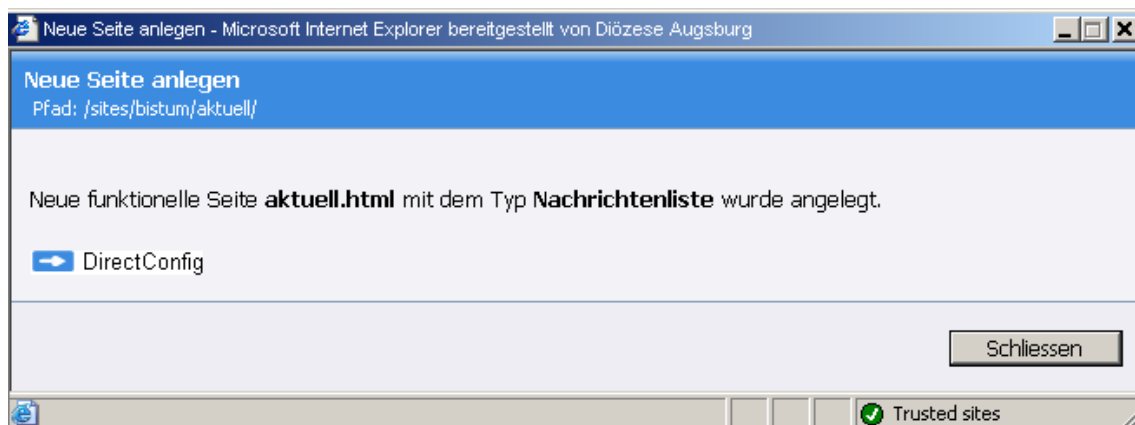 Neue Seite anlegen - Microsoft Internet Explorer bereitgestellt von Diözese Augsburg
Neue Seite anlegen
Pfad: /sites/bistum/aktuell/
Neue funktionelle Seite aktuell.html mit dem Typ Nachrichtenliste wurde angelegt.
DirectConfig
Schliessen
Trusted sites